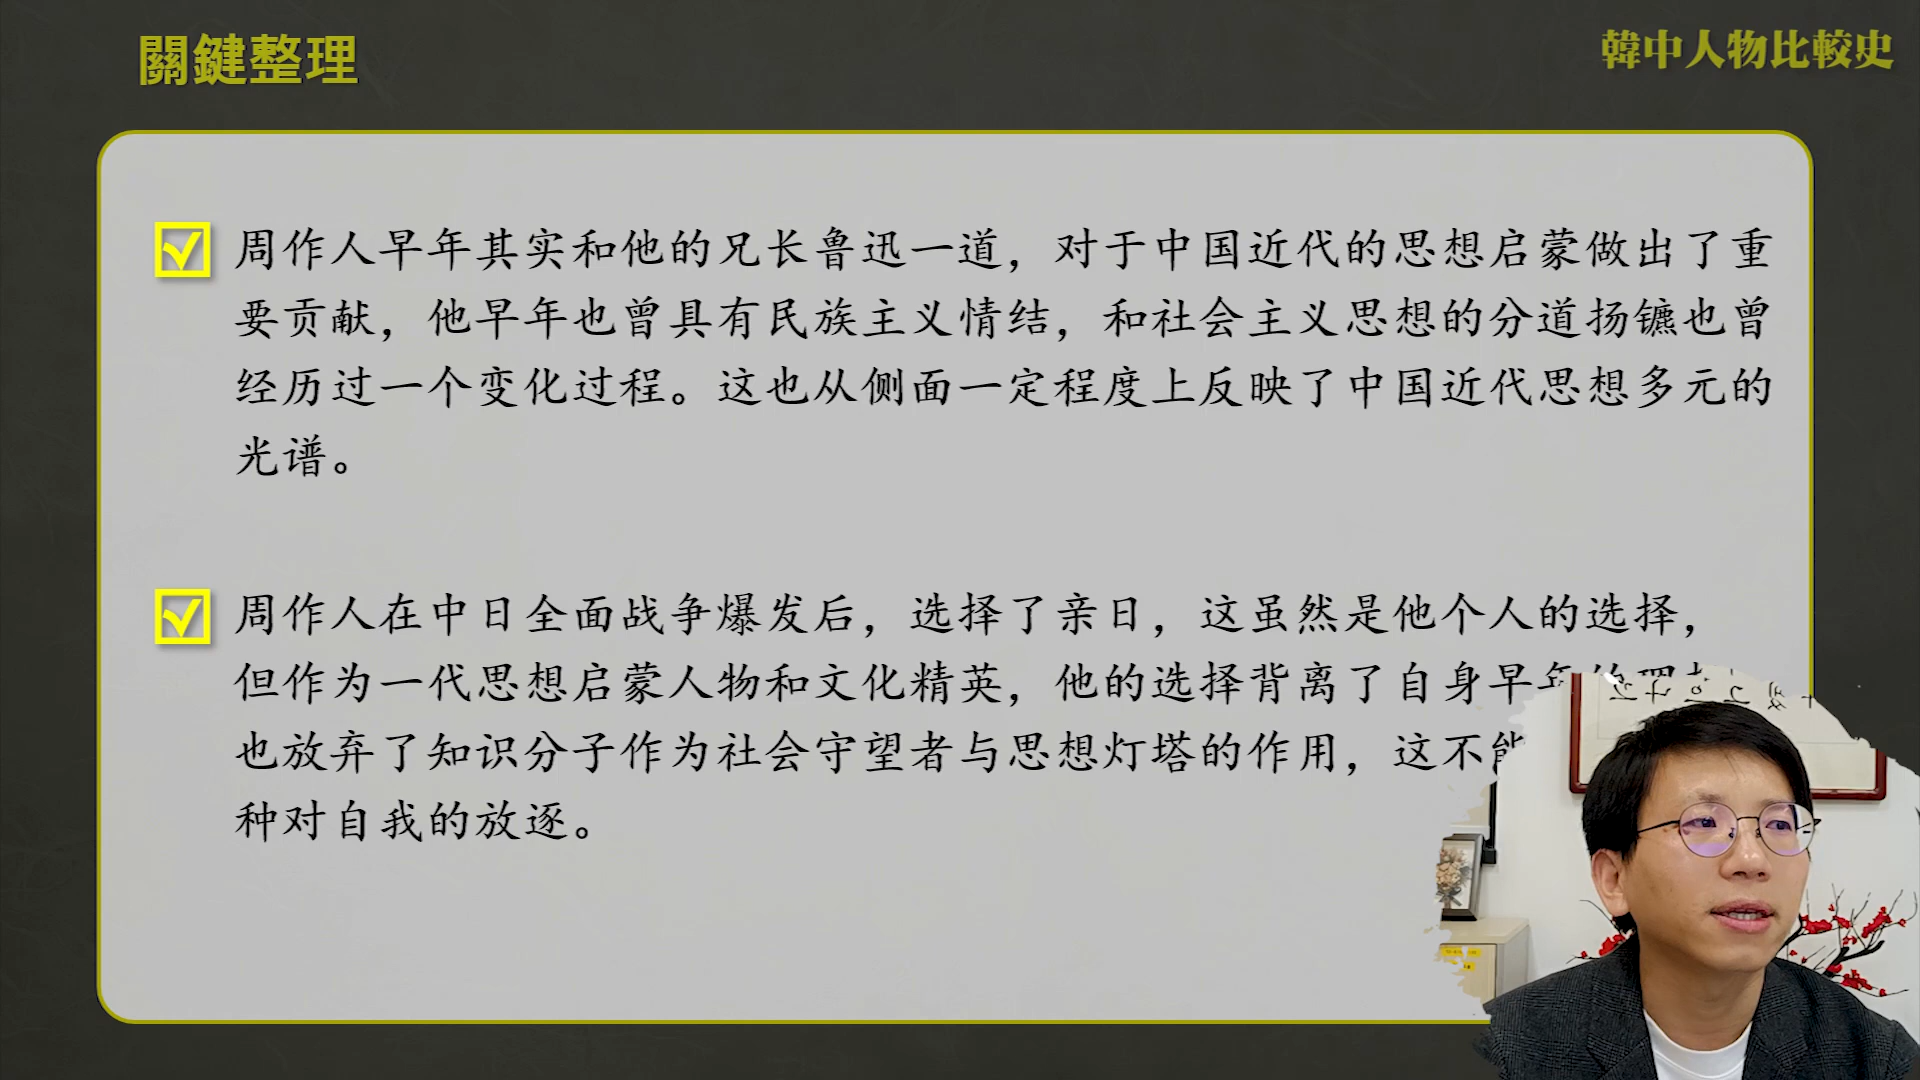 關鍵整理
韓中人物比較史
周作人早年其实和他的兄长鲁迅一道，对于中国近代的思想启蒙做出了重
要贡献，他早年也曾具有民族主义情结，和社会主义思想的分道扬镳也曾
经历过一个变化过程。这也从侧面一定程度上反映了中国近代思想多元的
光谱。
周作人在中日全面战争爆发后，选择了亲日，这虽然是他个人的选择，
但作为一代思想启蒙人物和文化精英，他的选择背离了自身早年的
也放弃了知识分子作为社会守望者与思想灯塔的作用，这不能
种对自我的放逐。